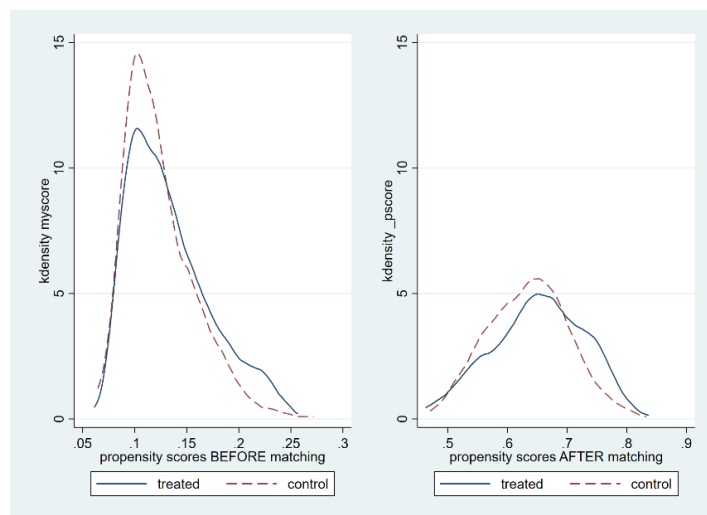 15
10
5
0
kdensity myscore
.05 .1 .15 .2 .25 .3
propensity scores BEFORE matching
treated control
15
10
5
0
kdensity _pscore
.5 .6 .7 .8 .9
propensity scores AFTER matching
treated control